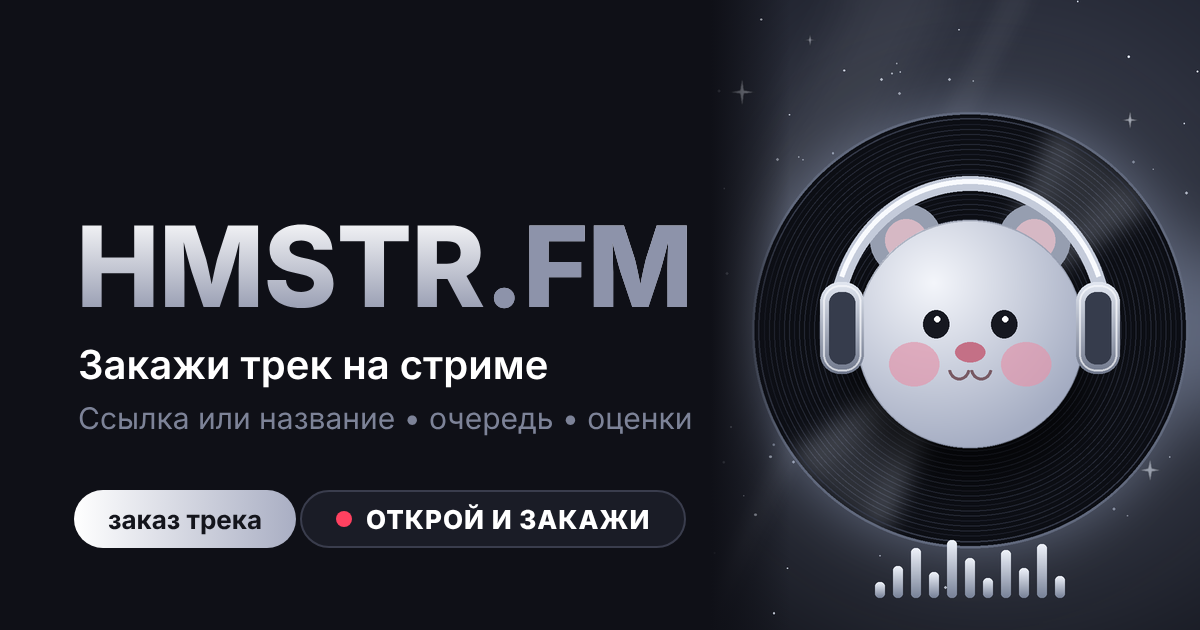 HMSTR.FM
Закажи трек на стриме
Ссылка или название • очередь • оценки
заказ трека
ОТКРОЙ И ЗАКАЖИ